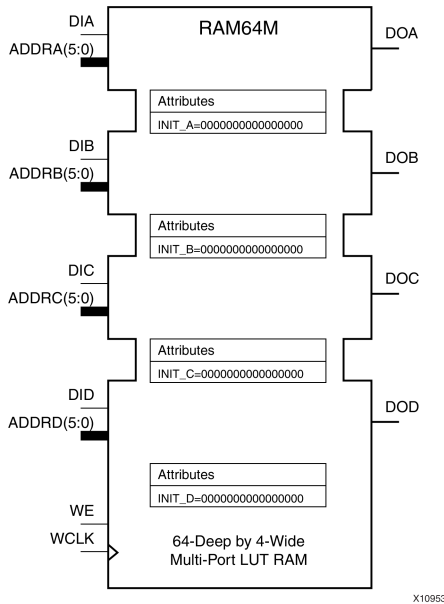 RAM64M
DIA
ADDRA(5:0)
DOA
Attributes
INIT_A=0000000000000000
DIB
ADDRB(5:0)
DOB
Attributes
INIT_B=0000000000000000
DIC
ADDRC(5:0)
DOC
Attributes
INIT_C=0000000000000000
DID
ADDRD(5:0)
DOD
Attributes
INIT_D=0000000000000000
WE
WCLK
64-Deep by 4-Wide
Multi-Port LUT RAM
X10953